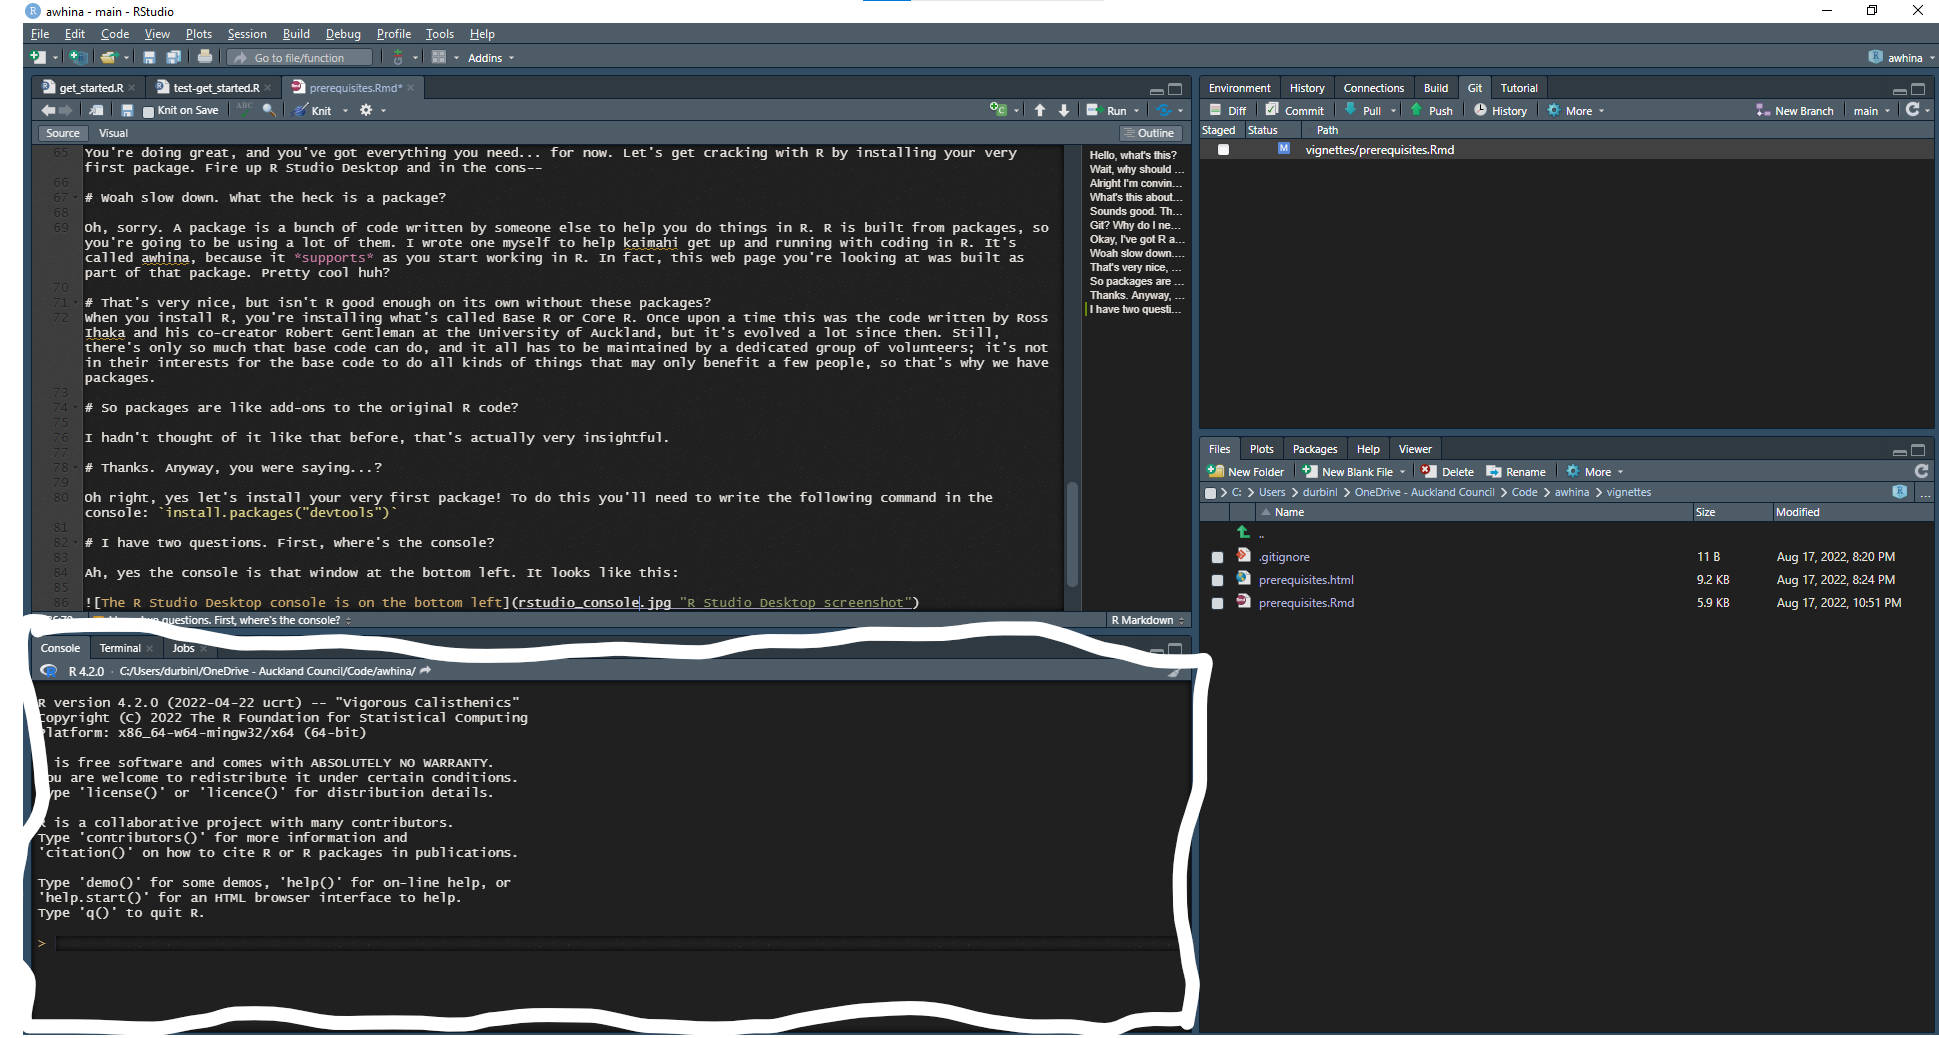 awhina - main - RStudio
File Edit Code View Plots Session Build Debug Profile Tools Help
Go to file/function Addins awhina
get_started.R test-get_started.R prerequisites.Rmd*
Knit on Save ABC Knit Run
Source Visual Outline
65 You're doing great, and you've got everything you need... for now. Let's get cracking with R by installing your very
first package. Fire up R Studio Desktop and in the cons--
66
67 # Woah slow down. What the heck is a package?
68
69 Oh, sorry. A package is a bunch of code written by someone else to help you do things in R. R is built from packages, so
you're going to be using a lot of them. I wrote one myself to help kaimahi get up and running with coding in R. It's
called awhina, because it *supports* as you start working in R. In fact, this web page you're looking at was built as
part of that package. Pretty cool huh?
70
71 # That's very nice, but isn't R good enough on its own without these packages?
72 When you install R, you're installing what's called Base R or Core R. Once upon a time this was the code written by Ross
Ihaka and his co-creator Robert Gentleman at the University of Auckland, but it's evolved a lot since then. Still,
there's only so much that base code can do, and it all has to be maintained by a dedicated group of volunteers; it's not
in their interests for the base code to do all kinds of things that may only benefit a few people, so that's why we have
packages.
73
74 # So packages are like add-ons to the original R code?
75
76 I hadn't thought of it like that before, that's actually very insightful.
77
78 # Thanks. Anyway, you were saying...?
79
80 Oh right, yes let's install your very first package! To do this you'll need to write the following command in the
console: `install.packages("devtools")`
81
82 # I have two questions. First, where's the console?
83
84 Ah, yes the console is that window at the bottom left. It looks like this:
85
86 ![The R Studio Desktop console is on the bottom left](rstudio_console.jpg "R Studio Desktop screenshot")
questions. First, where's the console? R Markdown
Hello, what's this?
Wait, why should ...
Alright I'm convin...
What's this about...
Sounds good. Th...
Git? Why do I ne...
Okay, I've got R a...
Woah slow down....
That's very nice, ...
So packages are ...
Thanks. Anyway, ...
I have two questi...
Console Terminal Jobs
R 4.2.0 · C:/Users/durbinl/OneDrive - Auckland Council/Code/awhina/
R version 4.2.0 (2022-04-22 ucrt) -- "Vigorous Calisthenics"
Copyright (C) 2022 The R Foundation for Statistical Computing
Platform: x86_64-w64-mingw32/x64 (64-bit)
is free software and comes with ABSOLUTELY NO WARRANTY.
You are welcome to redistribute it under certain conditions.
Type 'license()' or 'licence()' for distribution details.
R is a collaborative project with many contributors.
Type 'contributors()' for more information and
'citation()' on how to cite R or R packages in publications.
Type 'demo()' for some demos, 'help()' for on-line help, or
'help.start()' for an HTML browser interface to help.
Type 'q()' to quit R.
>
Environment History Connections Build Git Tutorial
Diff Commit Pull Push History More New Branch main
Staged Status Path
M vignettes/prerequisites.Rmd
Files Plots Packages Help Viewer
New Folder New Blank File Delete Rename More
C: > Users > durbinl > OneDrive - Auckland Council > Code > awhina > vignettes ...
Name Size Modified
..
.gitignore 11 B Aug 17, 2022, 8:20 PM
prerequisites.html 9.2 KB Aug 17, 2022, 8:24 PM
prerequisites.Rmd 5.9 KB Aug 17, 2022, 10:51 PM